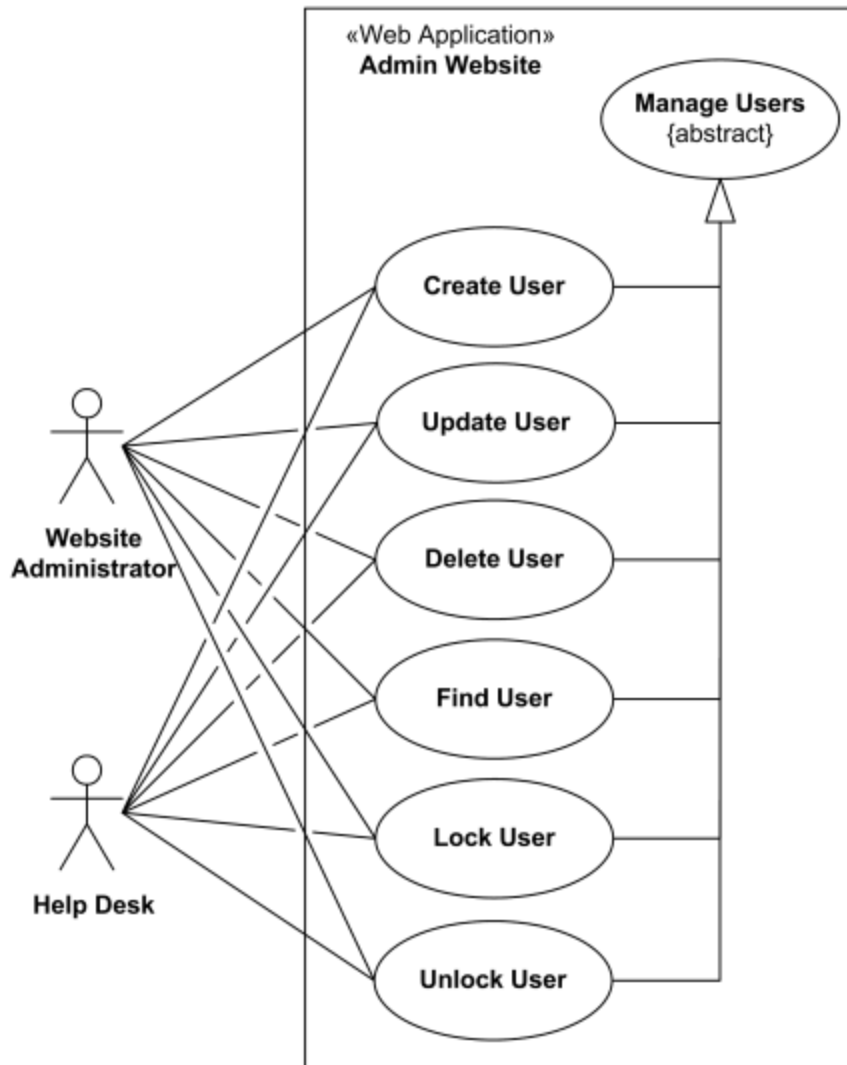 «Web Application»
Admin Website
Manage Users
{abstract}
Create User
Update User
Website
Administrator
Delete User
Find User
Lock User
Help Desk
Unlock User